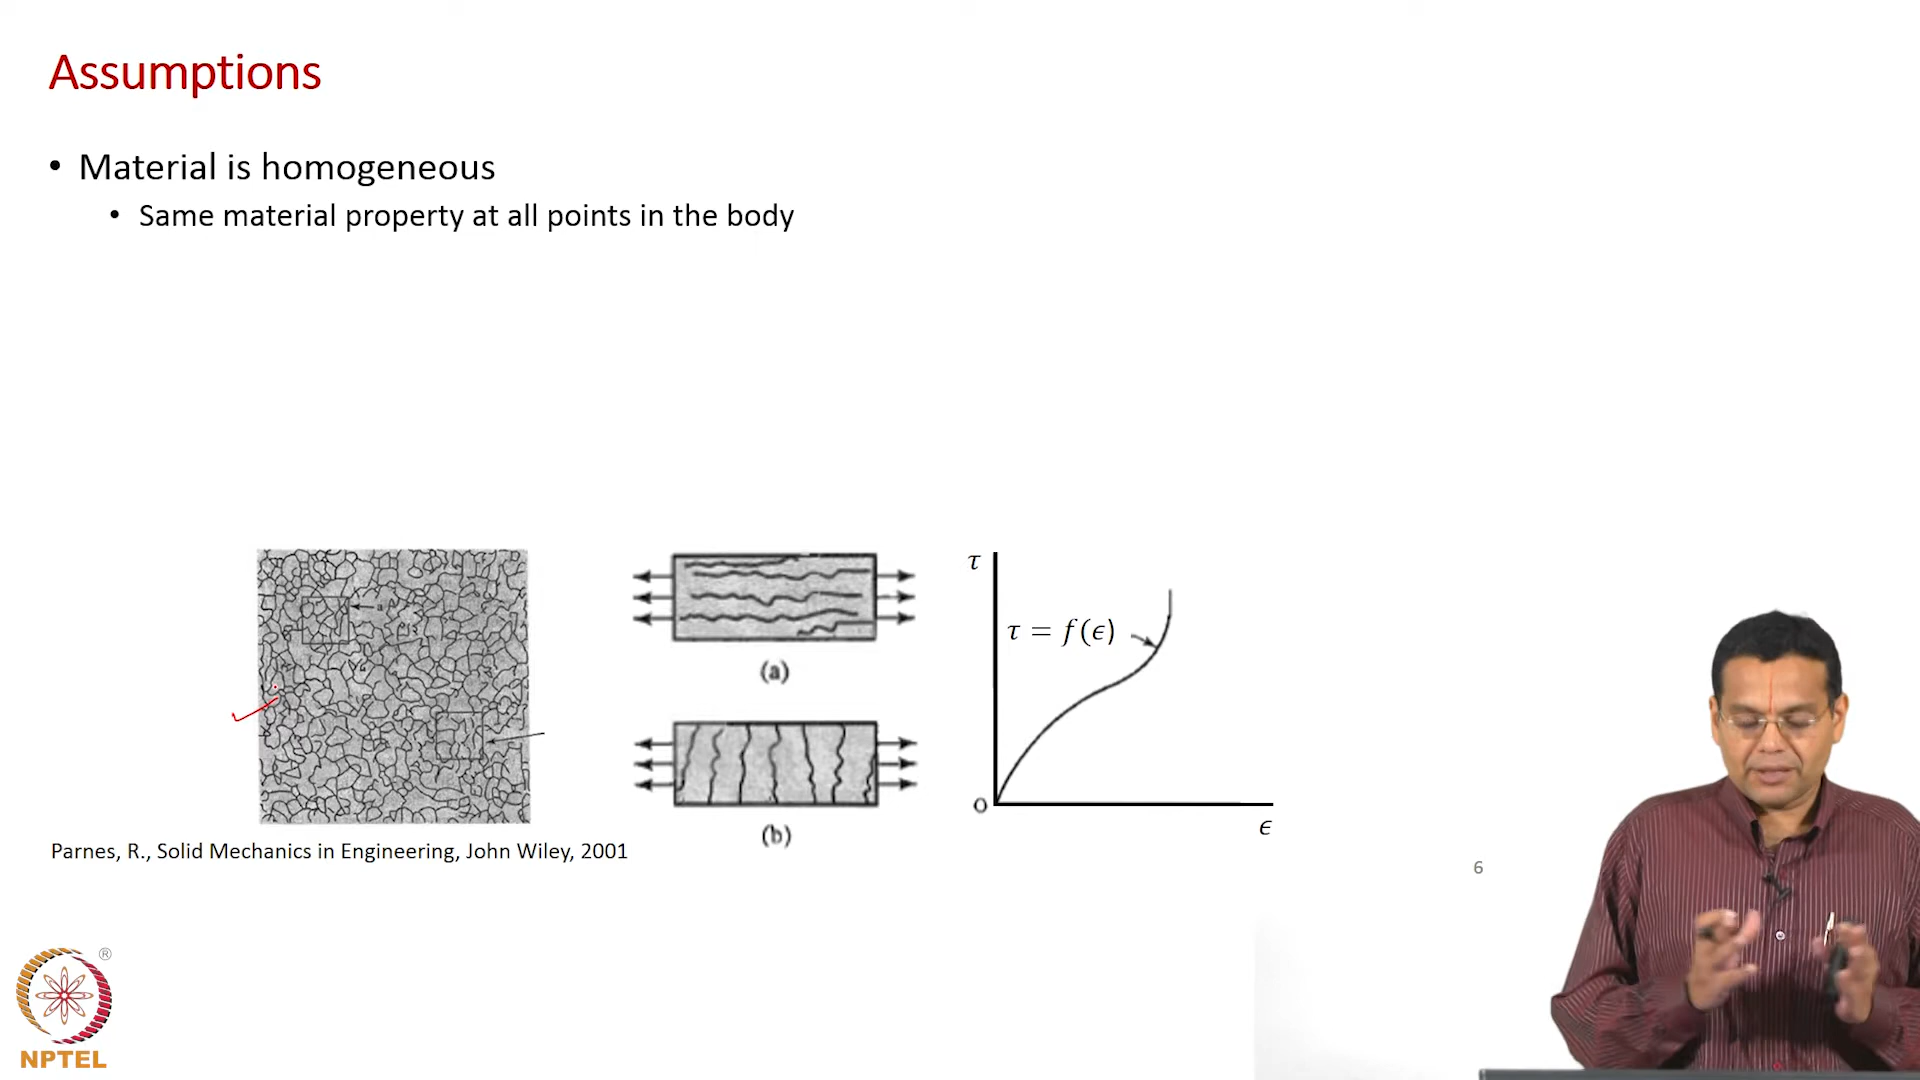 Assumptions
• Material is homogeneous
• Same material property at all points in the body
a
(a)
(b)
τ
τ = f(ϵ)
O
ϵ
Parnes, R., Solid Mechanics in Engineering, John Wiley, 2001
6
®
NPTEL